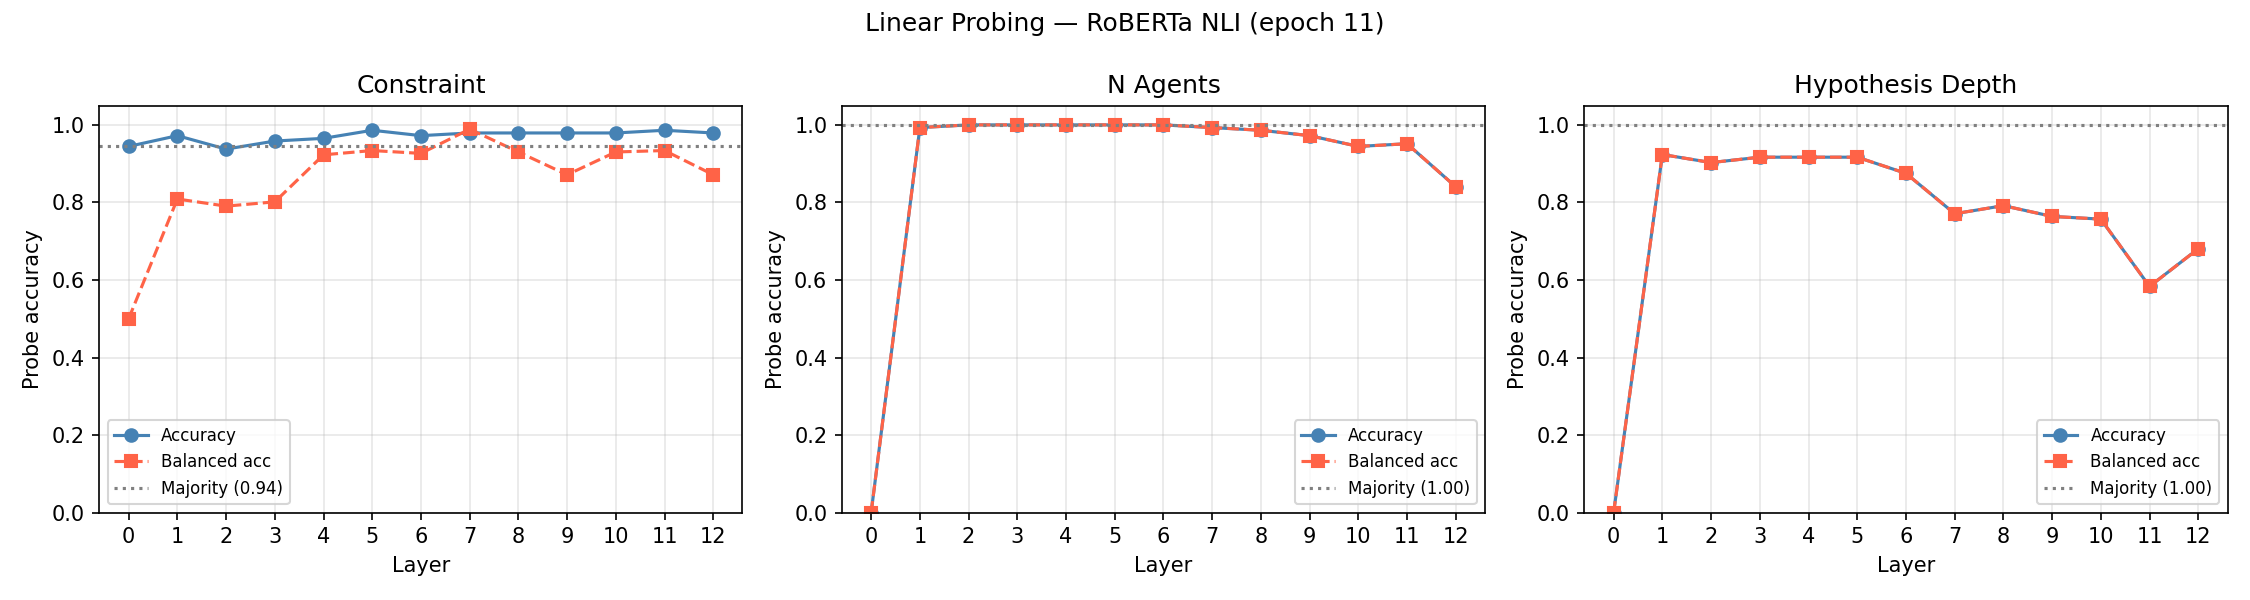 Linear Probing — RoBERTa NLI (epoch 11)
Constraint
Probe accuracy
1.0
0.8
0.6
0.4
0.2
0.0
Accuracy
Balanced acc
Majority (0.94)
0 1 2 3 4 5 6 7 8 9 10 11 12
Layer
N Agents
Probe accuracy
1.0
0.8
0.6
0.4
0.2
0.0
Accuracy
Balanced acc
Majority (1.00)
0 1 2 3 4 5 6 7 8 9 10 11 12
Layer
Hypothesis Depth
Probe accuracy
1.0
0.8
0.6
0.4
0.2
0.0
Accuracy
Balanced acc
Majority (1.00)
0 1 2 3 4 5 6 7 8 9 10 11 12
Layer